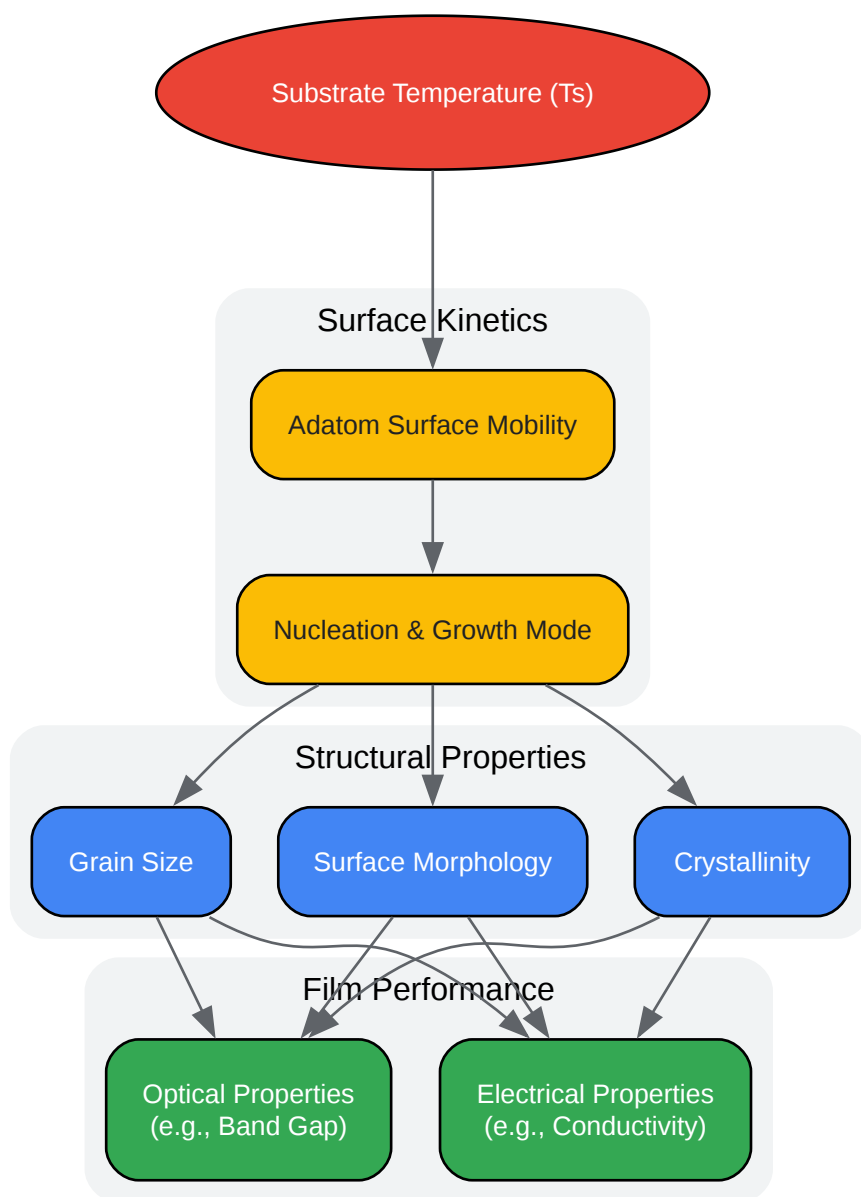 Substrate Temperature (Ts)
Surface Kinetics
Adatom Surface Mobility
Nucleation & Growth Mode
Structural Properties
Grain Size
Surface Morphology
Crystallinity
Film Performance
Optical Properties
(e.g., Band Gap)
Electrical Properties
(e.g., Conductivity)